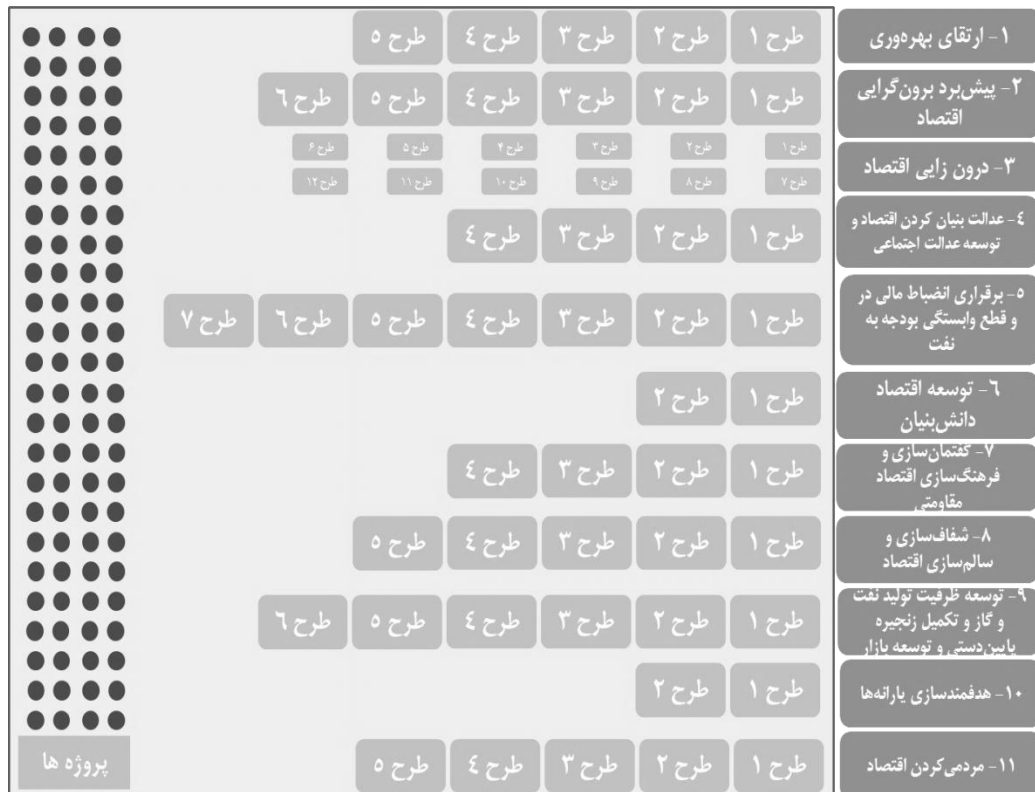 ۱- ارتقای بهره‌وری
طرح ۱ طرح ۲ طرح ۳ طرح ٤ طرح ٥
۲- پیش‌برد برون‌گرایی
اقتصاد
طرح ۱ طرح ۲ طرح ۳ طرح ٤ طرح ٥ طرح ٦
۳- درون زایی اقتصاد
طرح ۱ طرح ۲ طرح ۳ طرح ۴ طرح ۵ طرح ۶
طرح ۷ طرح ۸ طرح ۹ طرح ۱۰ طرح ۱۱ طرح ۱۲
٤- عدالت بنیان کردن اقتصاد و
توسعه عدالت اجتماعی
طرح ۱ طرح ۲ طرح ۳ طرح ٤
٥- برقراری انضباط مالی در
و قطع وابستگی بودجه به
نفت
طرح ۱ طرح ۲ طرح ۳ طرح ٤ طرح ٥ طرح ٦ طرح ۷
٦- توسعه اقتصاد
دانش‌بنیان
طرح ۱ طرح ۲
۷- گفتمان‌سازی و
فرهنگ‌سازی اقتصاد
مقاومتی
طرح ۱ طرح ۲ طرح ۳ طرح ٤
۸- شفاف‌سازی و
سالم‌سازی اقتصاد
طرح ۱ طرح ۲ طرح ۳ طرح ٤ طرح ٥
۹- توسعه ظرفیت تولید نفت
و گاز و تکمیل زنجیره
پایین‌دستی و توسعه بازار
طرح ۱ طرح ۲ طرح ۳ طرح ٤ طرح ٥ طرح ٦
۱۰- هدفمندسازی یارانه‌ها
طرح ۱ طرح ۲
۱۱- مردمی‌کردن اقتصاد
طرح ۱ طرح ۲ طرح ۳ طرح ٤ طرح ٥
پروژه ها